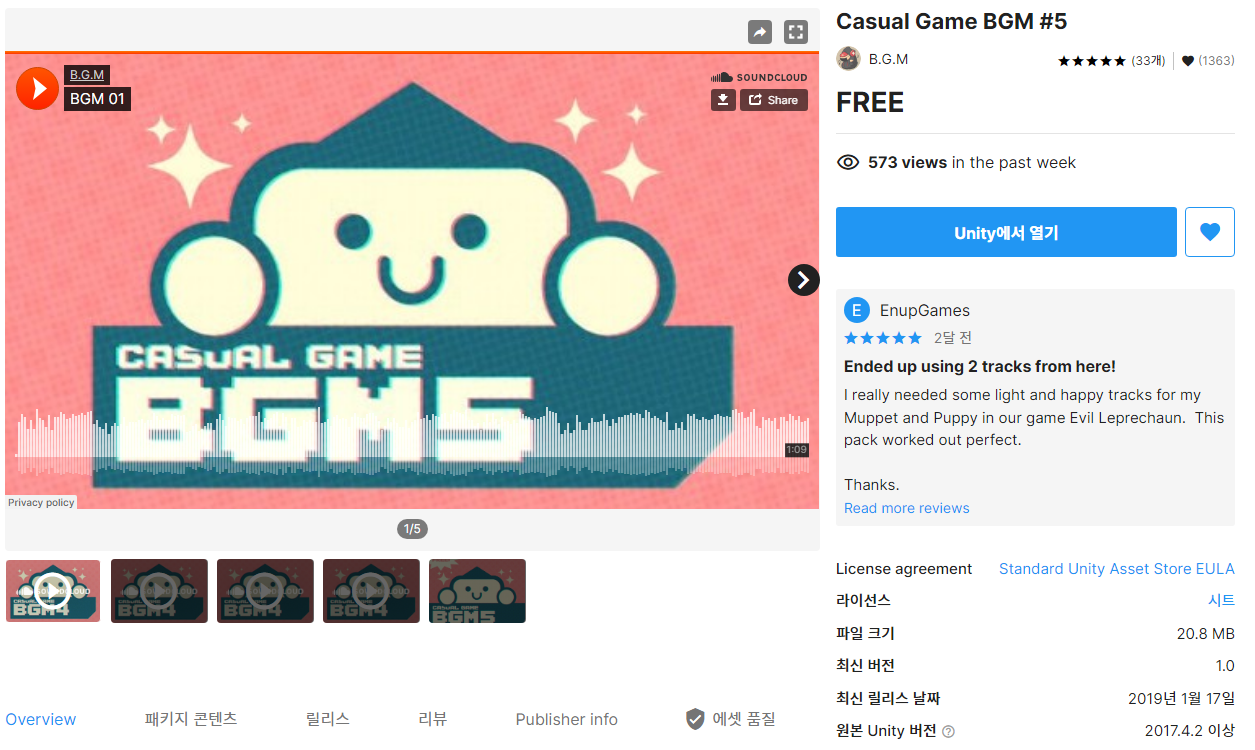 B.G.M
BGM 01
SOUNDCLOUD
Share
CASUAL GAME
BGM5
1:09
Privacy policy
1/5
CASUAL GAME
BGM4
BGM4
BGM4
BGM4
CASUAL GAME
BGM5
Overview
패키지 콘텐츠
릴리스
리뷰
Publisher info
에셋 품질
Casual Game BGM #5
B.G.M
★★★★★ (33개)
(1363)
FREE
573 views in the past week
Unity에서 열기
E EnupGames
★★★★★ 2달 전
Ended up using 2 tracks from here!
I really needed some light and happy tracks for my
Muppet and Puppy in our game Evil Leprechaun. This
pack worked out perfect.
Thanks.
Read more reviews
License agreement Standard Unity Asset Store EULA
라이선스 시트
파일 크기 20.8 MB
최신 버전 1.0
최신 릴리스 날짜 2019년 1월 17일
원본 Unity 버전 2017.4.2 이상